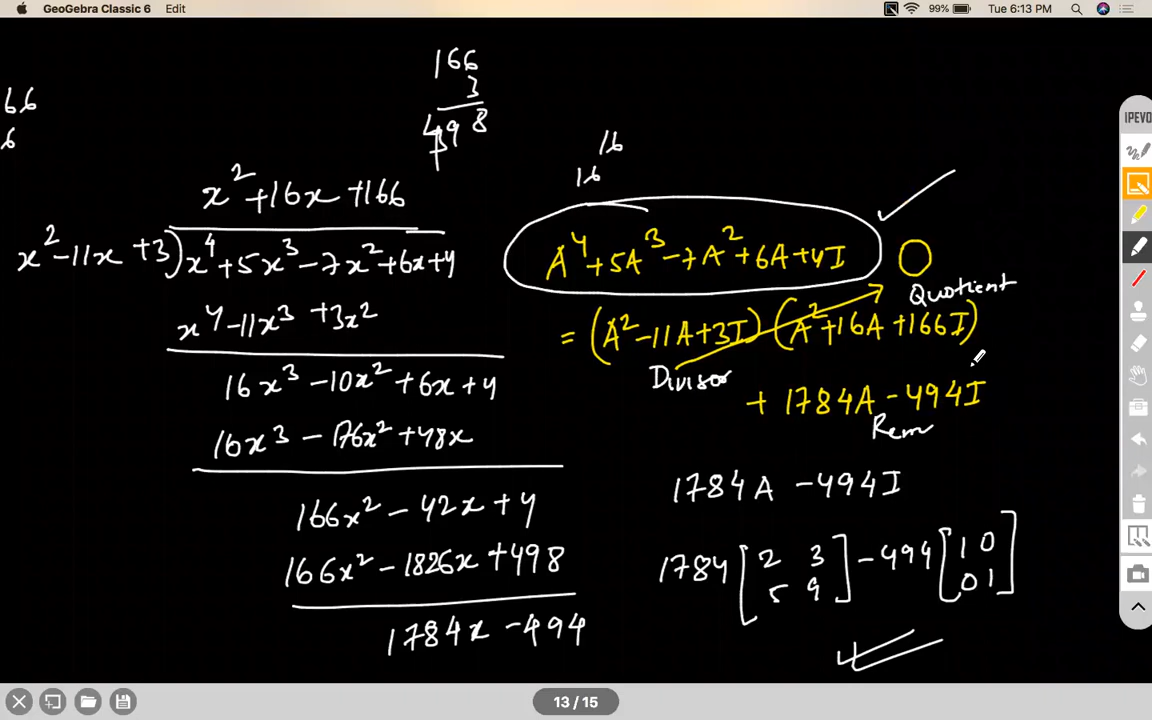 GeoGebra Classic 6 Edit
99% Tue 6:13 PM
66
6
166
3
498
16
16
x² + 16x + 166
x² - 11x + 3) x⁴ + 5x³ - 7x² + 6x + 4
x⁴ - 11x³ + 3x²
16x³ - 10x² + 6x + 4
16x³ - 176x² + 48x
166x² - 42x + 4
166x² - 1826x + 498
1784x - 494
A⁴ + 5A³ - 7A² + 6A + 4I
O
Quotient
= (A² - 11A + 3I) (A² + 16A + 166I)
Divisor
+ 1784A - 494I
Rem
1784A - 494I
1784 [2 3] - 494 [1 0]
[5 9] [0 1]
IPEVO
13 / 15